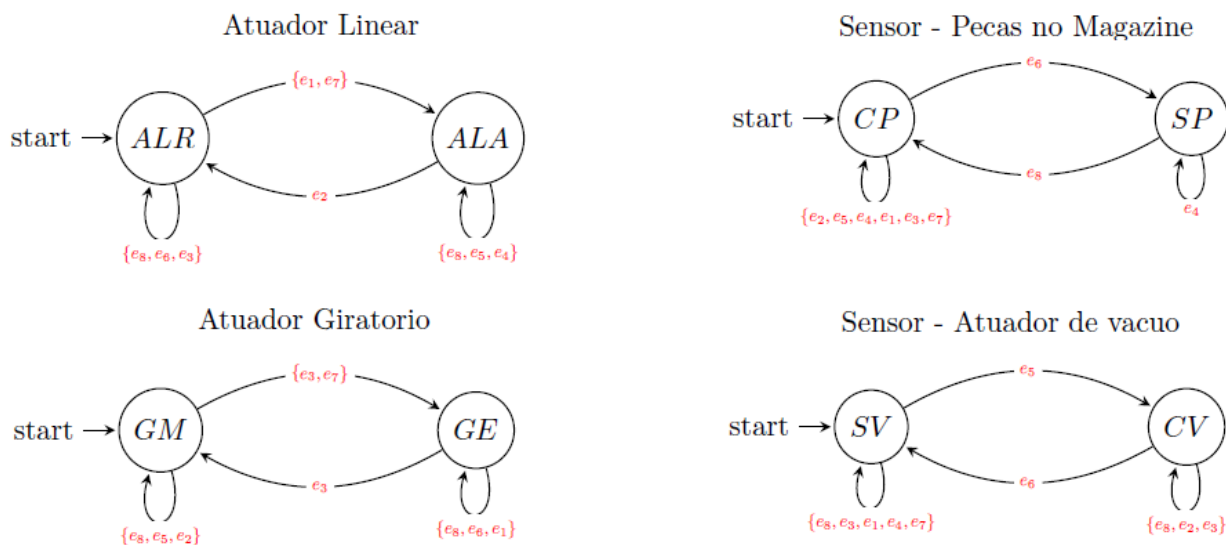 Atuador Linear
{e1, e7}
start
ALR
ALA
e2
{e8, e6, e3}
{e8, e5, e4}
Sensor - Pecas no Magazine
e6
start
CP
SP
e8
{e2, e5, e4, e1, e3, e7}
e4
Atuador Giratorio
{e3, e7}
start
GM
GE
e3
{e8, e5, e2}
{e8, e6, e1}
Sensor - Atuador de vacuo
e5
start
SV
CV
e6
{e8, e3, e1, e4, e7}
{e8, e2, e3}